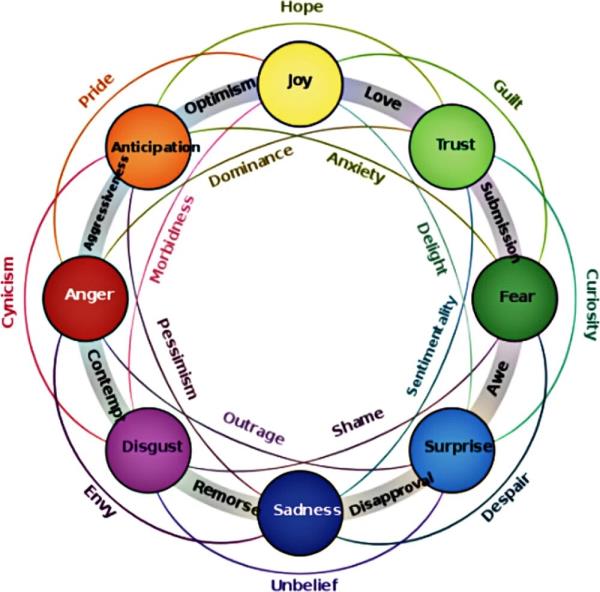 Hope
Joy
Optimism
Love
Pride
Guilt
Anticipation
Trust
Dominance
Anxiety
Aggressiveness
Submission
Morbidness
Delight
Cynicism
Anger
Fear
Curiosity
Pessimism
Sentimentality
Contempt
Awe
Outrage
Shame
Disgust
Surprise
Envy
Remorse
Sadness
Disapproval
Despair
Unbelief